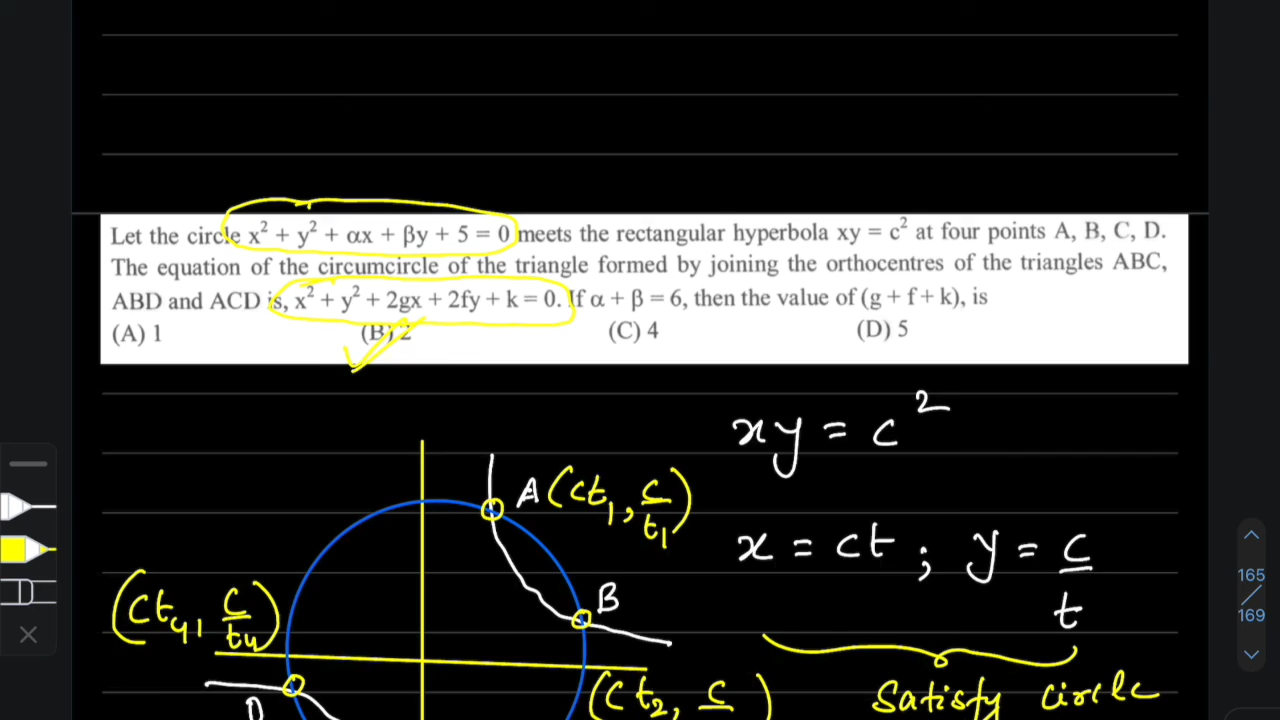 Let the circle x² + y² + αx + βy + 5 = 0 meets the rectangular hyperbola xy = c² at four points A, B, C, D.
The equation of the circumcircle of the triangle formed by joining the orthocentres of the triangles ABC,
ABD and ACD is, x² + y² + 2gx + 2fy + k = 0. If α + β = 6, then the value of (g + f + k), is
(A) 1 (B) 2 (C) 4 (D) 5
xy = c²
A (ct₁, c/t₁)
x = ct ; y = c/t
B
(ct₄, c/t₄)
165
169
D
(ct₂, c
)
Satisfy circle